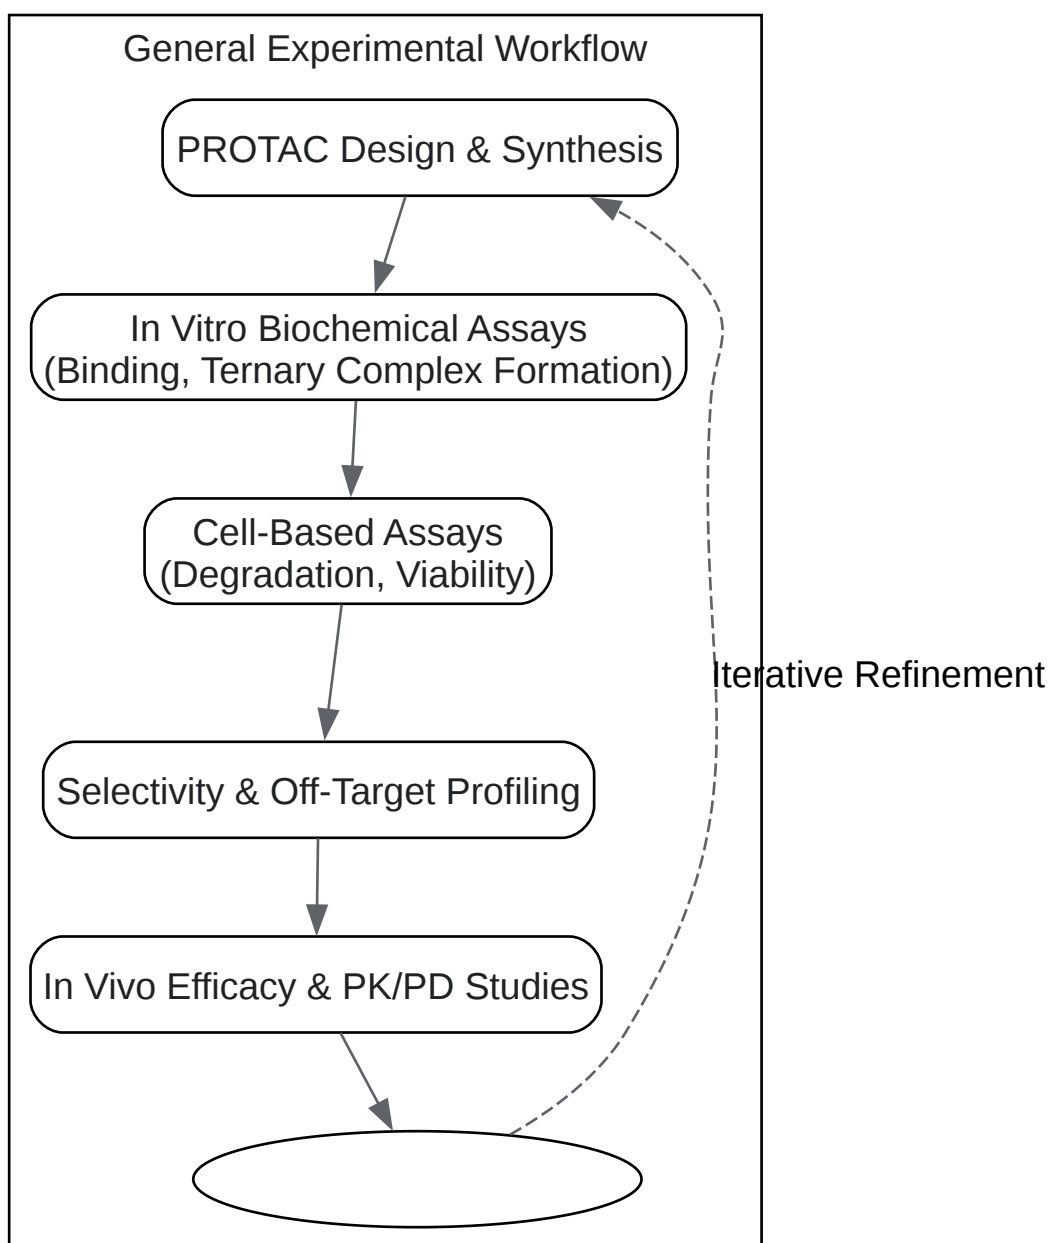 General Experimental Workflow
PROTAC Design & Synthesis
In Vitro Biochemical Assays
(Binding, Ternary Complex Formation)
Cell-Based Assays
(Degradation, Viability)
Iterative Refinement
Selectivity & Off-Target Profiling
In Vivo Efficacy & PK/PD Studies